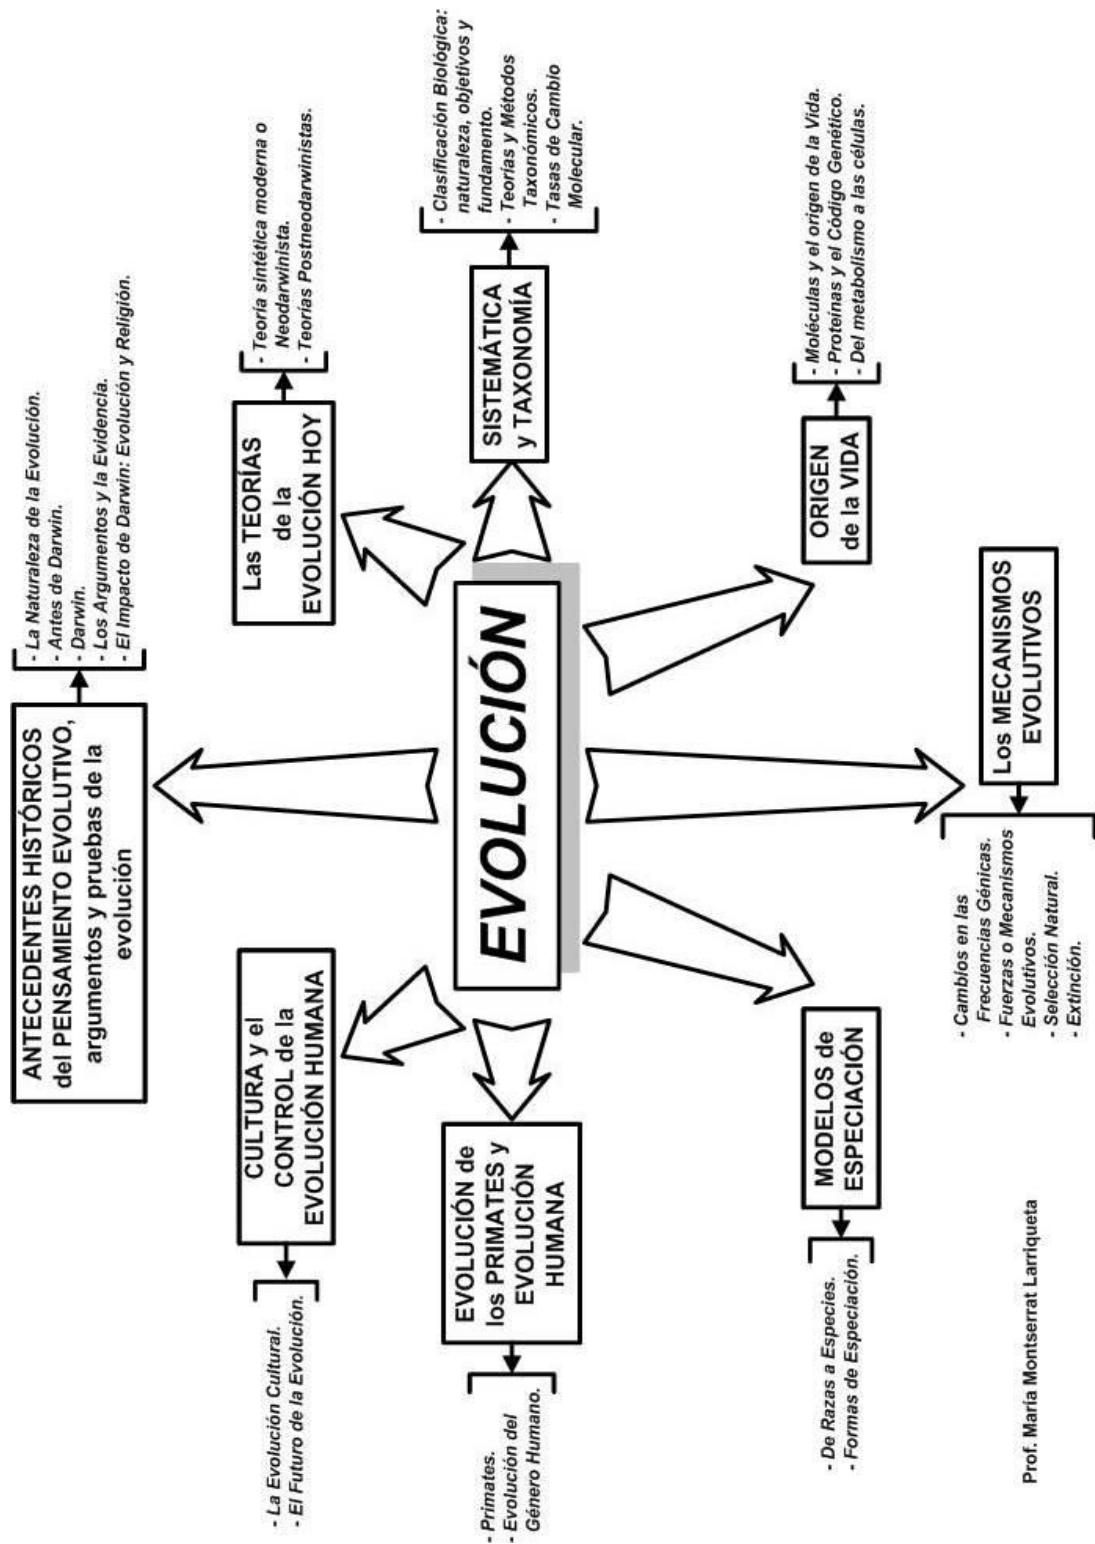 ANTECEDENTES HISTÓRICOS
del PENSAMIENTO EVOLUTIVO,
argumentos y pruebas de la
evolución
- La Naturaleza de la Evolución.
- Antes de Darwin.
- Darwin.
- Los Argumentos y la Evidencia.
- El Impacto de Darwin: Evolución y Religión.
CULTURA y el
CONTROL de la
EVOLUCIÓN HUMANA
- La Evolución Cultural.
- El Futuro de la Evolución.
Las TEORÍAS
de la
EVOLUCIÓN HOY
- Teoría sintética moderna o
Neodarwinista.
- Teorías Postneodarwinistas.
EVOLUCIÓN de
los PRIMATES y
EVOLUCIÓN
HUMANA
- Primates.
- Evolución del
Género Humano.
EVOLUCIÓN
SISTEMÁTICA
y TAXONOMÍA
- Clasificación Biológica:
naturaleza, objetivos y
fundamento.
- Teorías y Métodos
Taxonómicos.
- Tasas de Cambio
Molecular.
MODELOS de
ESPECIACIÓN
- De Razas a Especies.
- Formas de Especiación.
ORIGEN
de la VIDA
- Moléculas y el origen de la Vida.
- Proteínas y el Código Genético.
- Del metabolismo a las células.
Los MECANISMOS
EVOLUTIVOS
- Cambios en las
Frecuencias Génicas.
- Fuerzas o Mecanismos
Evolutivos.
- Selección Natural.
- Extinción.
Prof. María Montserrat Larriqueta